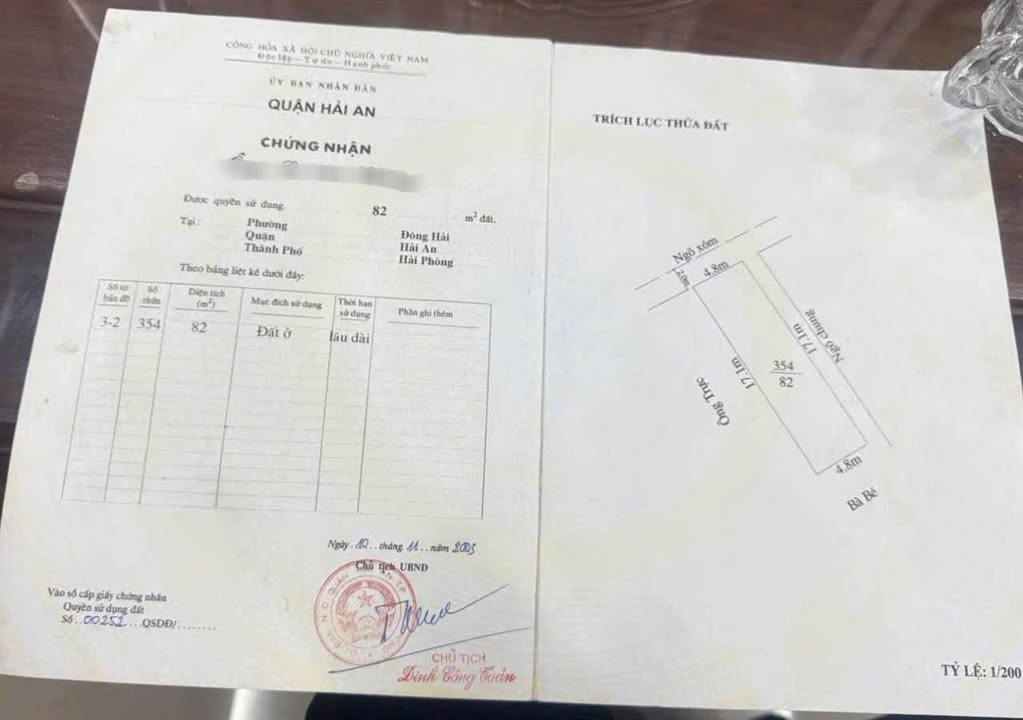 CỘNG HÒA XÃ HỘI CHỦ NGHĨA VIỆT NAM
Độc lập - Tự do - Hạnh phúc
ỦY BAN NHÂN DÂN
QUẬN HẢI AN
CHỨNG NHẬN
Được quyền sử dụng 82 m² đất.
Tại: Phường Đông Hải
Quận Hải An
Thành Phố Hải Phòng
Theo bảng liệt kê dưới đây:
Số tờ bản đồ Số thửa Diện tích (m²) Mục đích sử dụng Thời hạn sử dụng Phần ghi thêm
3-2 354 82 Đất ở lâu dài
Ngày 10 tháng 11 năm 2003
Chủ tịch UBND
Vào sổ cấp giấy chứng nhân
Quyền sử dụng đất
Số 00252 QSDĐ/
CHỦ TỊCH
Đinh Công Toản
TRÍCH LỤC THỬA ĐẤT
Ngõ xóm
2.0m
4.8m
Ngõ chung
17.1m
17.1m
354
82
Ông Trực
4.8m
Bà Bé
TỶ LỆ: 1/200